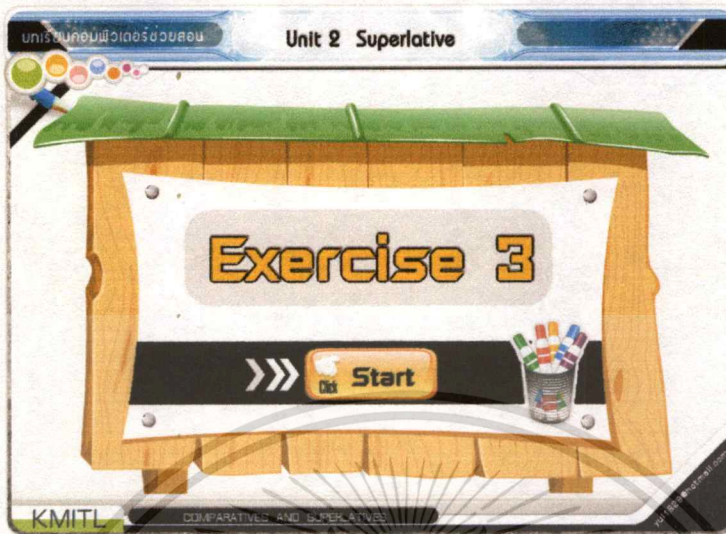 บทเรียนคอมพิวเตอร์ช่วยสอน
Unit 2 Superlative
Exercise 3
Click Start
KMITL
COMPARATIVES AND SUPERLATIVES